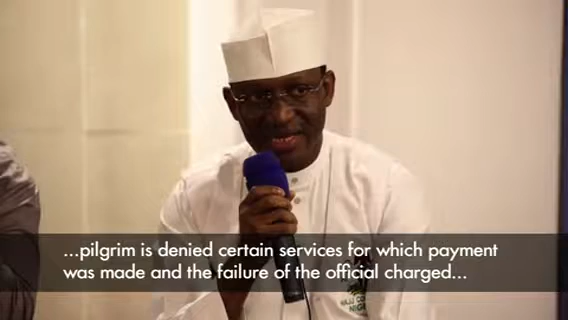 ...pilgrim is denied certain services for which payment
was made and the failure of the official charged...